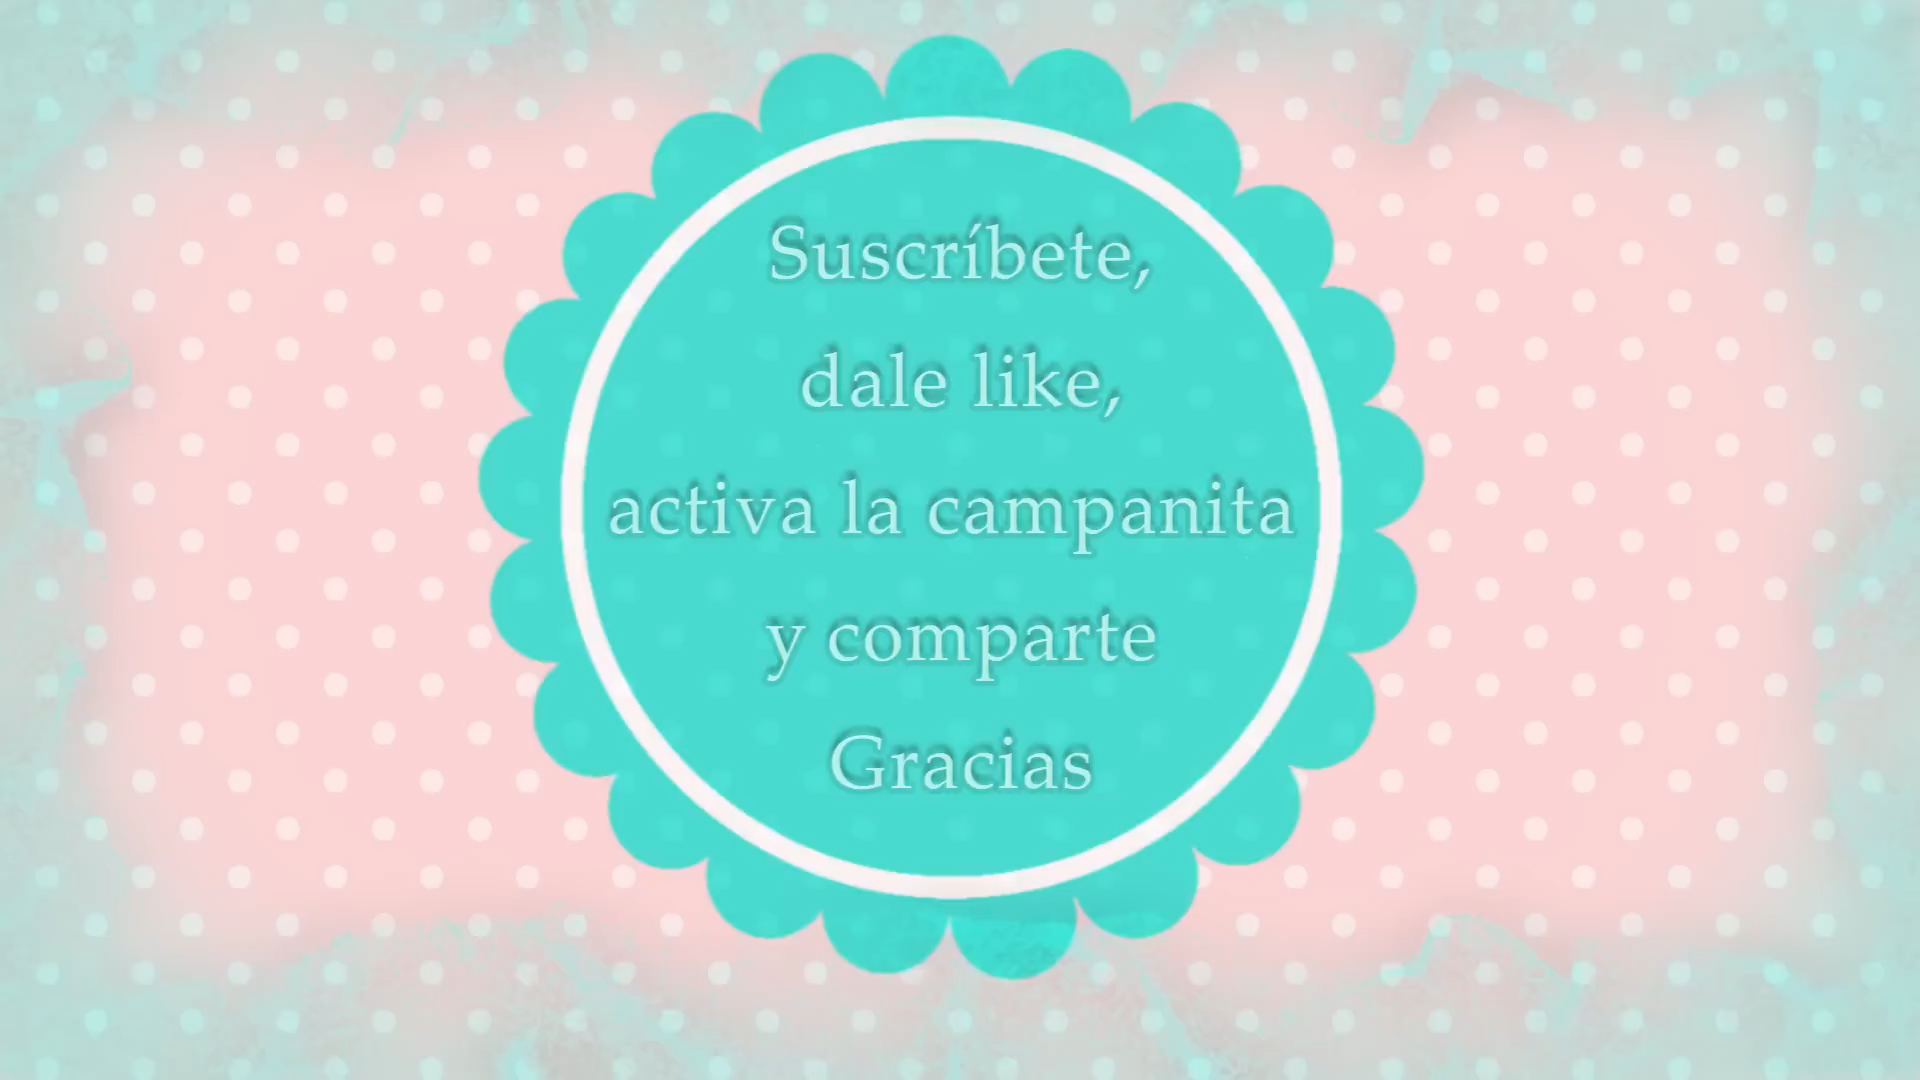 Suscríbete,
dale like,
activa la campanita
y comparte
Gracias